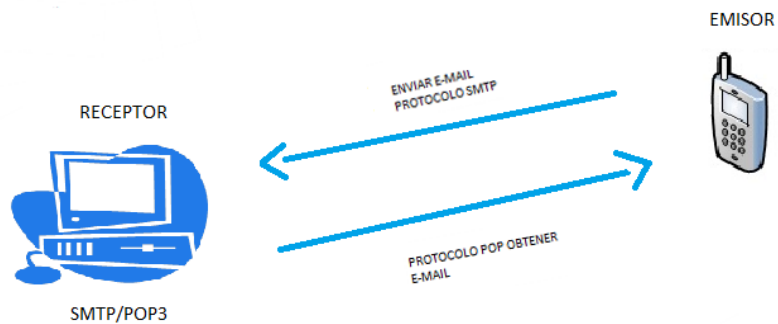 EMISOR
ENVIAR E-MAIL
PROTOCOLO SMTP
RECEPTOR
PROTOCOLO POP OBTENER
E-MAIL
SMTP/POP3